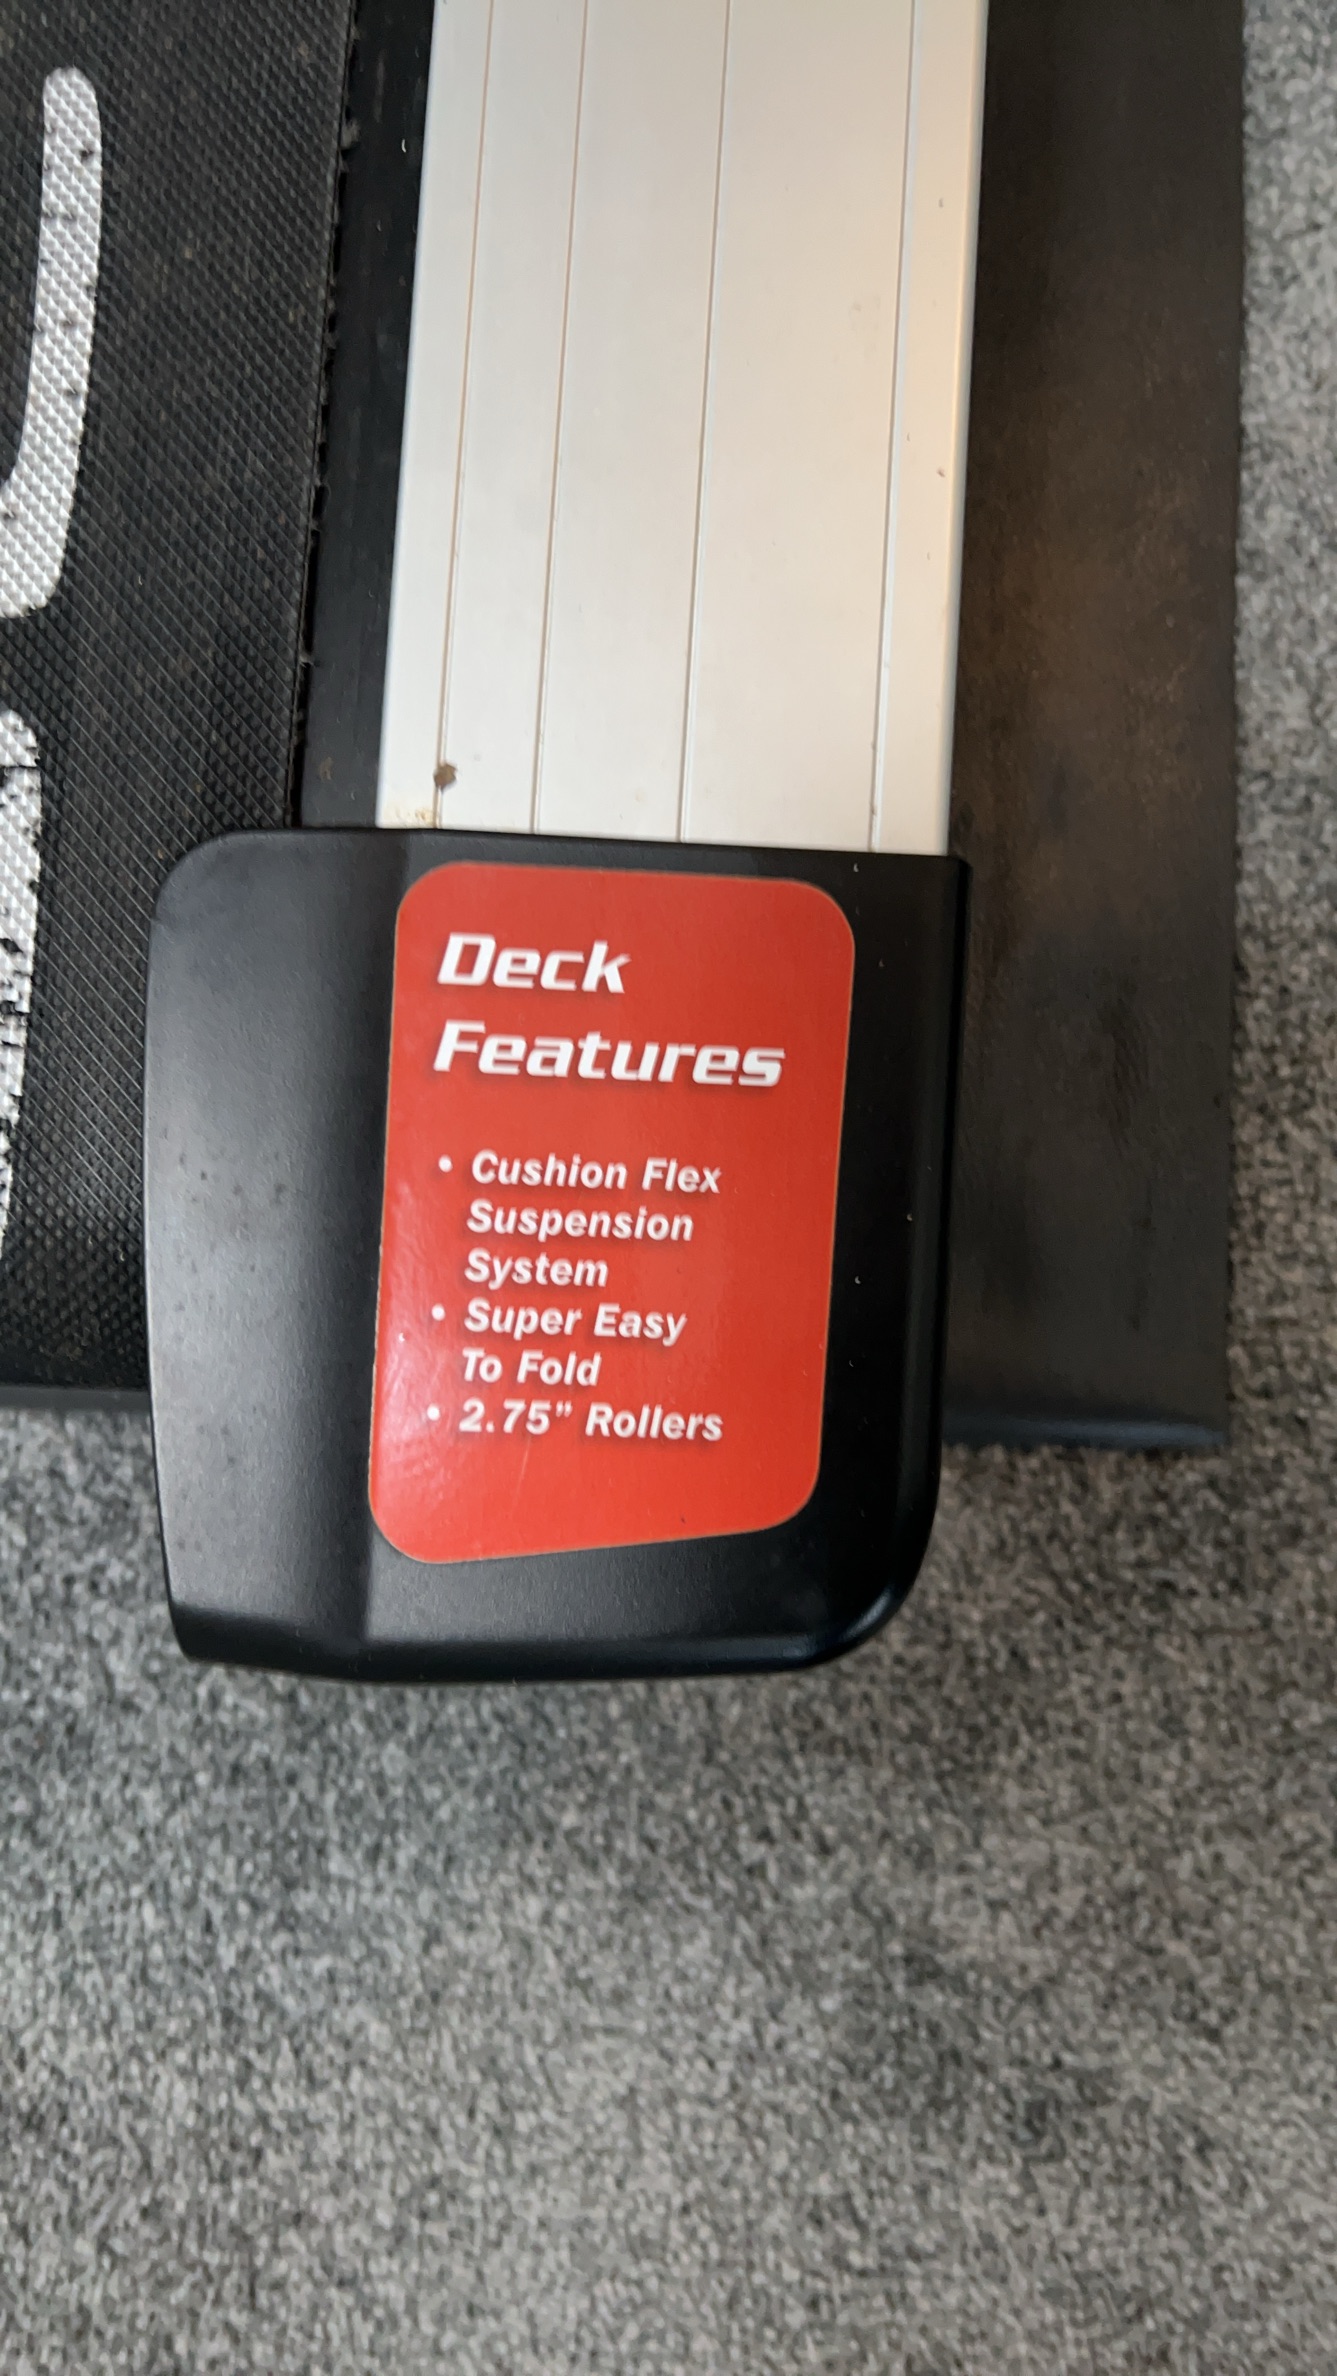 Deck
Features
• Cushion Flex
Suspension
System
• Super Easy
To Fold
• 2.75" Rollers